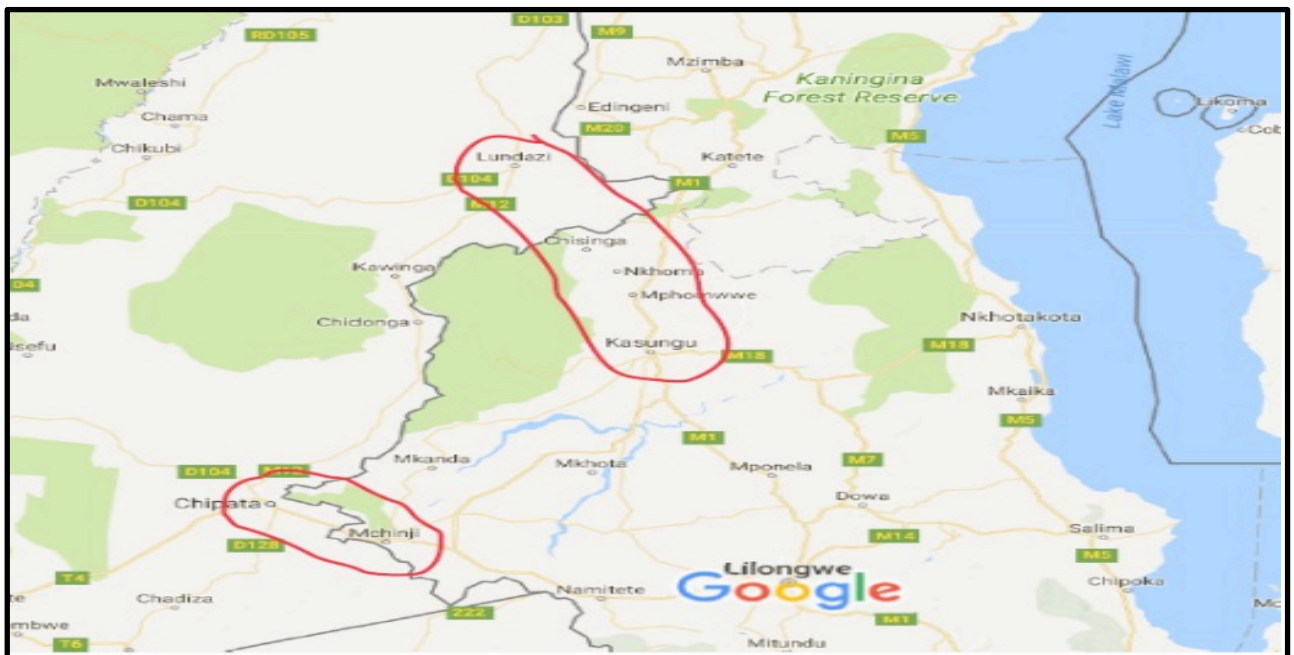 D103
RD105
M9
Mzimba
Mwaleshi
Kaningina
Forest Reserve
Lake Malawi
Likoma
Edingeni
Chama
M20
M5
Chikubi
Lundazi
Katete
D104
M1
D104
M12
Chisinga
Kawinga
Nkhoma
Mphomwwe
04
Chidonga
Nkhotakota
Kasungu
M18
M18
Mkaika
M5
M1
Mkanda
D104
Mkhota
Mponela
M7
Chipata
Dowa
Mchinji
Salima
D128
M14
M5
Lilongwe
T4
Google
Namitete
Chipoka
Chadiza
222
M1
mbwe
T6
Mitundu